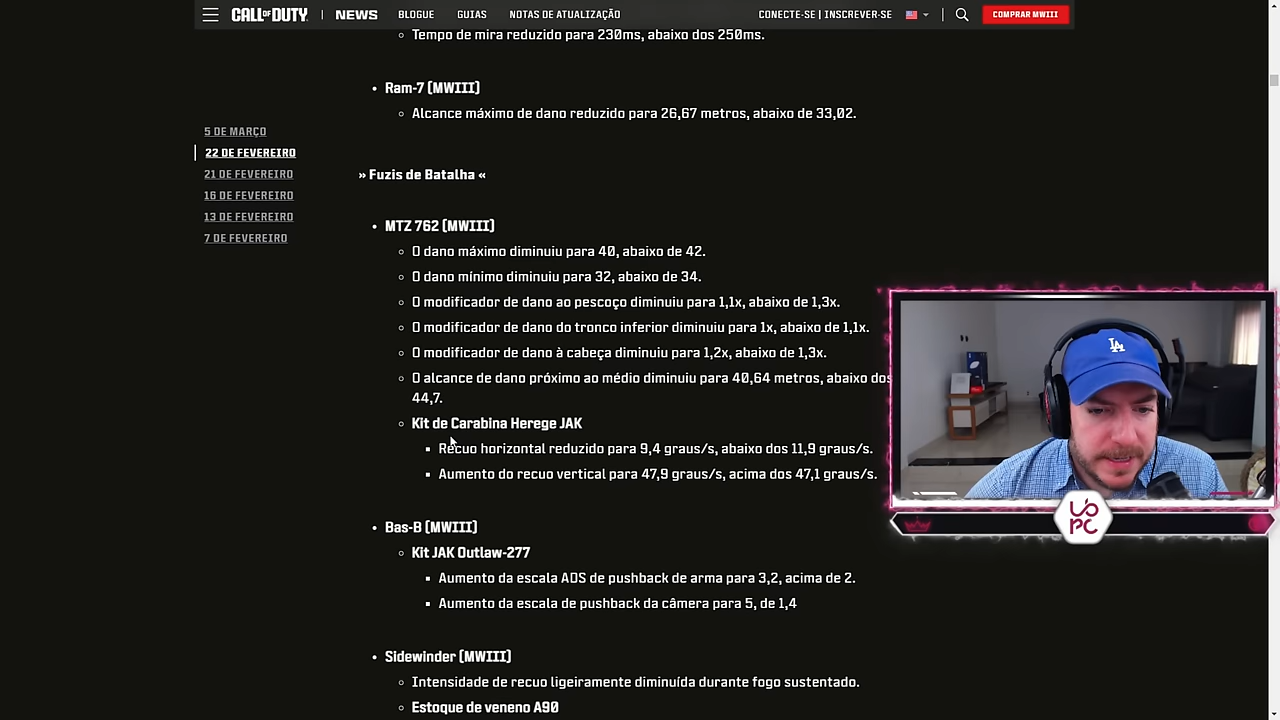 CALL OF DUTY | NEWS BLOGUE GUIAS NOTAS DE ATUALIZAÇÃO CONECTE-SE | INSCREVER-SE COMPRAR MWIII
Tempo de mira reduzido para 230ms, abaixo dos 250ms.
Ram-7 (MWIII)
Alcance máximo de dano reduzido para 26,67 metros, abaixo de 33,02.
5 DE MARÇO
22 DE FEVEREIRO
21 DE FEVEREIRO
16 DE FEVEREIRO
13 DE FEVEREIRO
7 DE FEVEREIRO
» Fuzis de Batalha «
MTZ 762 (MWIII)
O dano máximo diminuiu para 40, abaixo de 42.
O dano mínimo diminuiu para 32, abaixo de 34.
O modificador de dano ao pescoço diminuiu para 1,1x, abaixo de 1,3x.
O modificador de dano do tronco inferior diminuiu para 1x, abaixo de 1,1x.
O modificador de dano à cabeça diminuiu para 1,2x, abaixo de 1,3x.
O alcance de dano próximo ao médio diminuiu para 40,64 metros, abaixo dos
44,7.
Kit de Carabina Herege JAK
Recuo horizontal reduzido para 9,4 graus/s, abaixo dos 11,9 graus/s.
Aumento do recuo vertical para 47,9 graus/s, acima dos 47,1 graus/s.
Bas-B (MWIII)
Kit JAK Outlaw-277
Aumento da escala ADS de pushback de arma para 3,2, acima de 2.
Aumento da escala de pushback da câmera para 5, de 1,4
Sidewinder (MWIII)
Intensidade de recuo ligeiramente diminuída durante fogo sustentado.
Estoque de veneno A90
LA
UÓ
PC